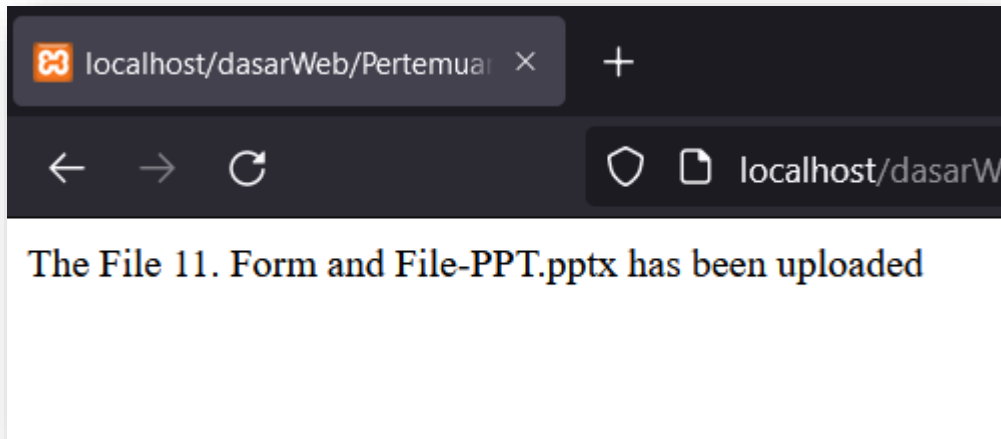 localhost/dasarWeb/Pertemuan
localhost/dasarW
The File 11. Form and File-PPT.pptx has been uploaded